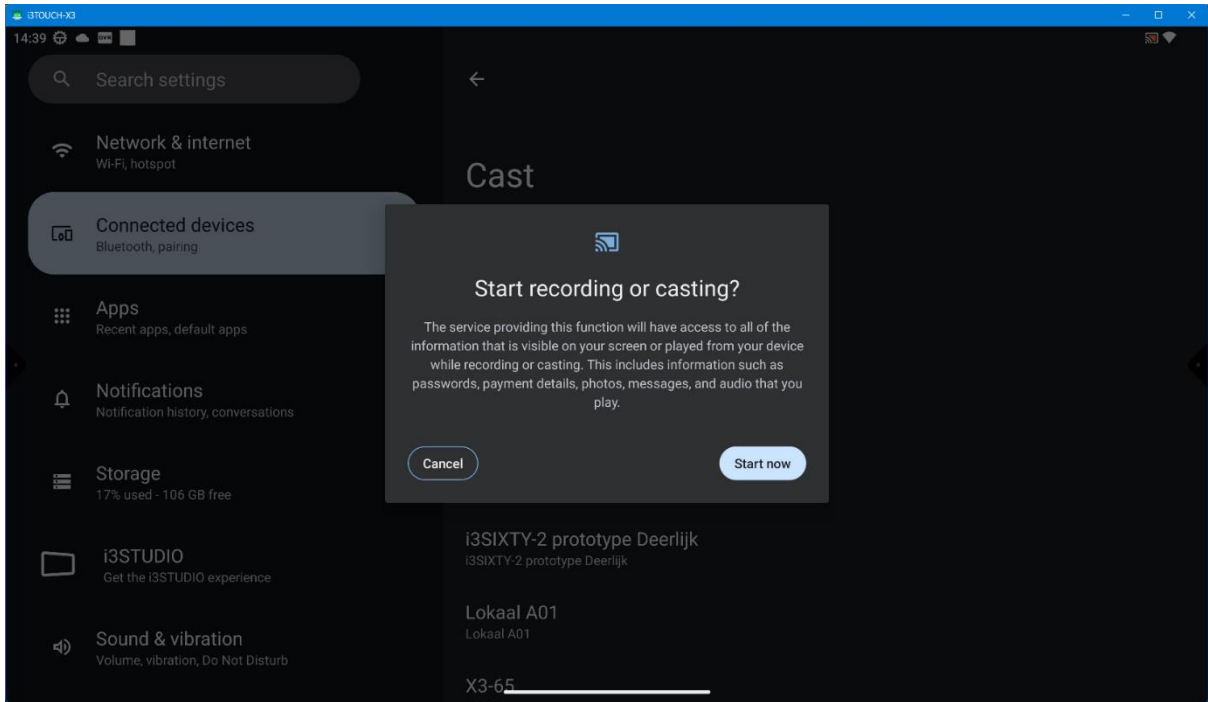 i3TOUCH-X3
14:39
Search settings
Network & internet
Wi-Fi, hotspot
Connected devices
Bluetooth, pairing
Apps
Recent apps, default apps
Notifications
Notification history, conversations
Storage
17% used - 106 GB free
i3STUDIO
Get the i3STUDIO experience
Sound & vibration
Volume, vibration, Do Not Disturb
Cast
Start recording or casting?
The service providing this function will have access to all of the
information that is visible on your screen or played from your device
while recording or casting. This includes information such as
passwords, payment details, photos, messages, and audio that you
play.
Cancel
Start now
i3SIXTY-2 prototype Deerlijk
i3SIXTY-2 prototype Deerlijk
Lokaal A01
Lokaal A01
X3-65